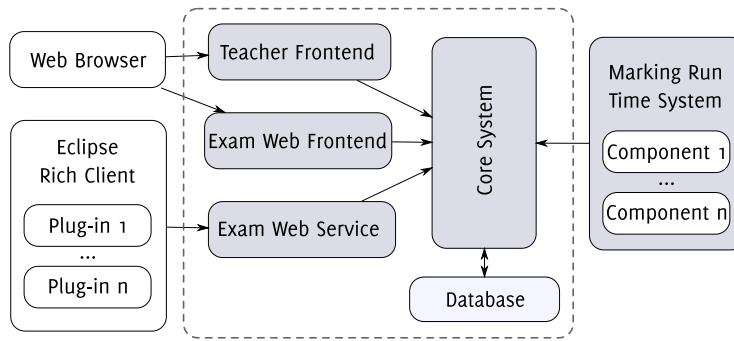 Web Browser
Eclipse
Rich Client
Plug-in 1
...
Plug-in n
Teacher Frontend
Exam Web Frontend
Exam Web Service
Core System
Database
Marking Run
Time System
Component 1
...
Component n